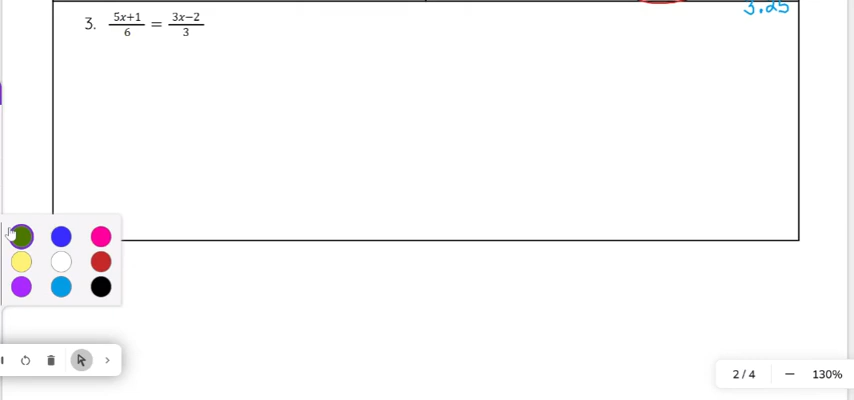 3.25
3. (5x+1)/6 = (3x−2)/3
2 / 4 — 130%